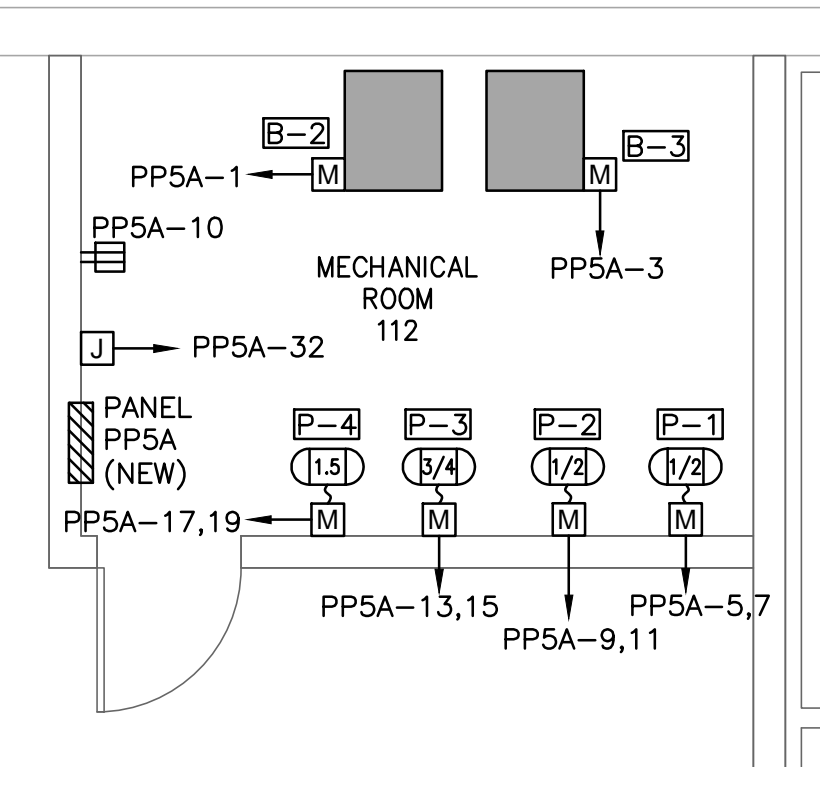 B-2
B-3
M
M
PP5A-1
PP5A-10
MECHANICAL
ROOM
112
PP5A-3
J
PP5A-32
PANEL
PP5A
(NEW)
P-4
P-3
P-2
P-1
1.5
3/4
1/2
1/2
PP5A-17,19
M
M
M
M
PP5A-13,15
PP5A-5,7
PP5A-9,11